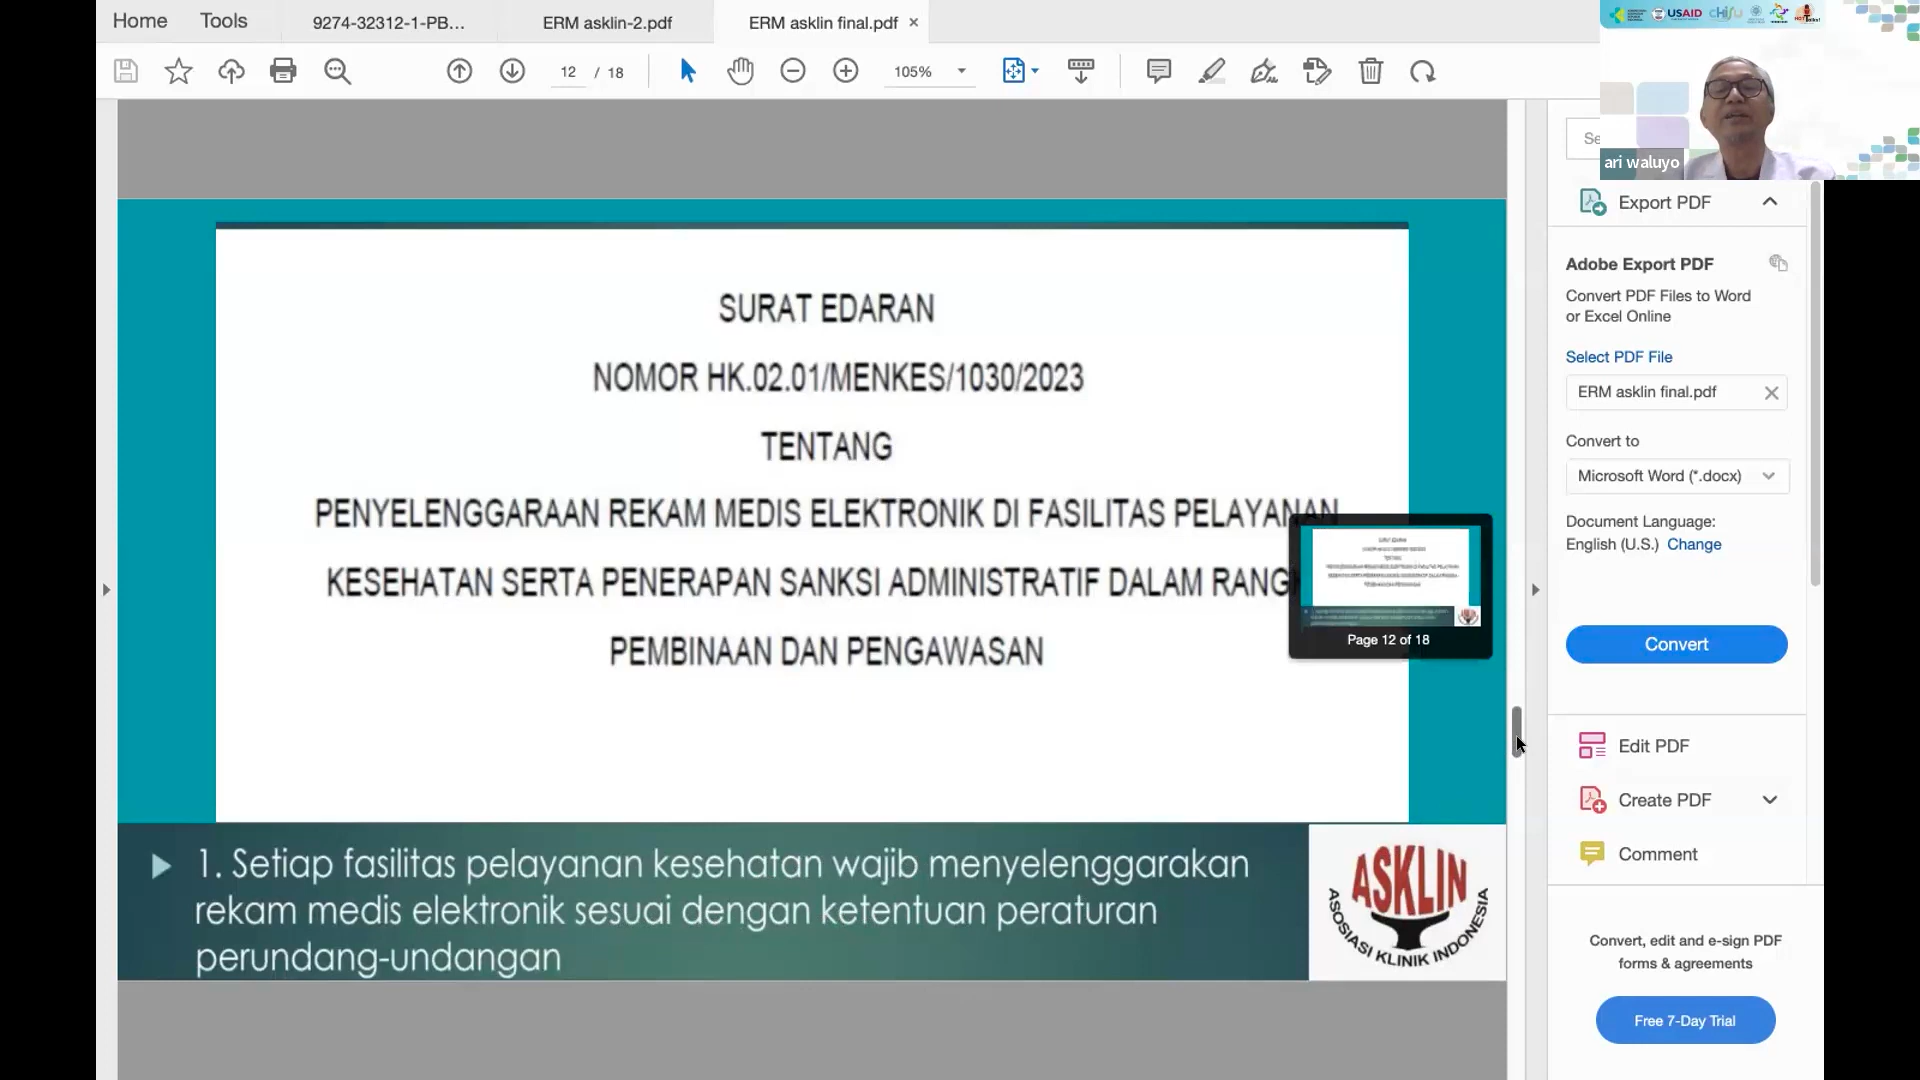 Home
Tools
9274-32312-1-PB...
ERM asklin-2.pdf
ERM asklin final.pdf
12 / 18
105%
USAID
CHISU
ari waluyo
SURAT EDARAN
NOMOR HK.02.01/MENKES/1030/2023
TENTANG
PENYELENGGARAAN REKAM MEDIS ELEKTRONIK DI FASILITAS PELAYANAN
KESEHATAN SERTA PENERAPAN SANKSI ADMINISTRATIF DALAM RANG
PEMBINAAN DAN PENGAWASAN
Page 12 of 18
1. Setiap fasilitas pelayanan kesehatan wajib menyelenggarakan
rekam medis elektronik sesuai dengan ketentuan peraturan
perundang-undangan
ASKLIN
ASOSIASI KLINIK INDONESIA
Se
Export PDF
Adobe Export PDF
Convert PDF Files to Word
or Excel Online
Select PDF File
ERM asklin final.pdf
Convert to
Microsoft Word (*.docx)
Document Language:
English (U.S.) Change
Convert
Edit PDF
Create PDF
Comment
Convert, edit and e-sign PDF
forms & agreements
Free 7-Day Trial